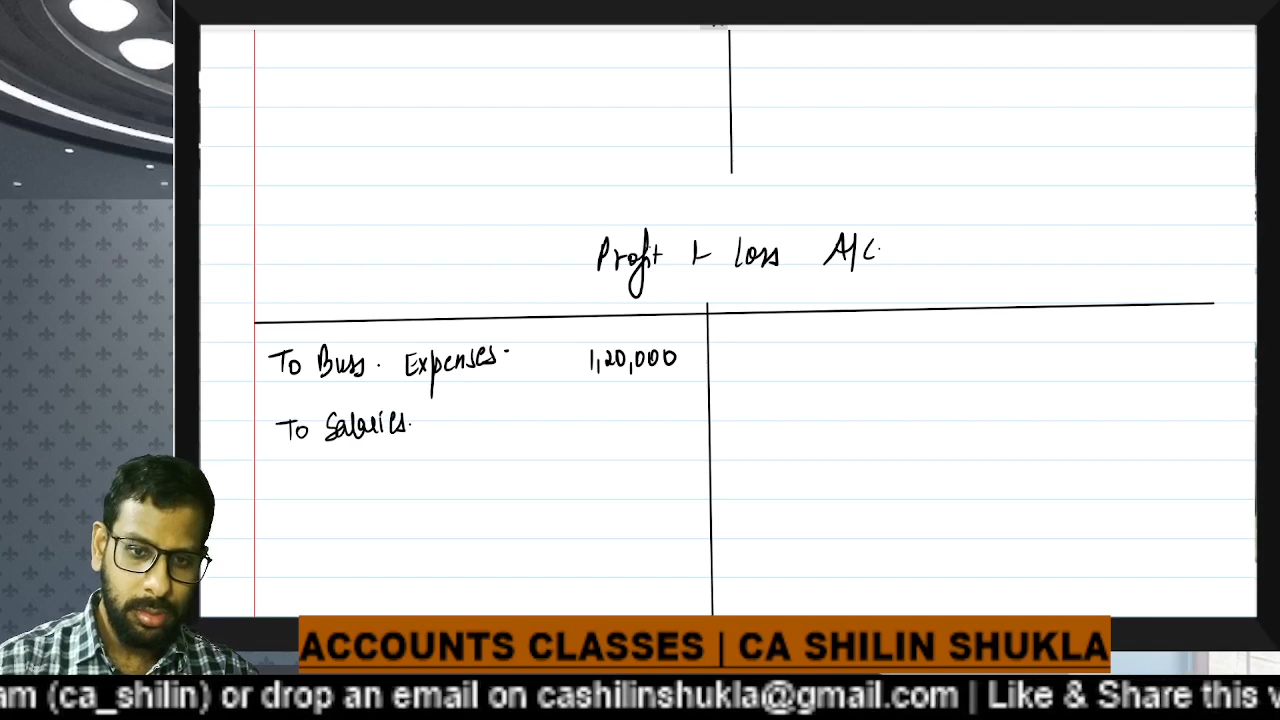 Profit & Loss A/C.
To Buss. Expenses. 1,20,000
To Salaries.
ACCOUNTS CLASSES | CA SHILIN SHUKLA
am (ca_shilin) or drop an email on cashilinshukla@gmail.com | Like & Share this v